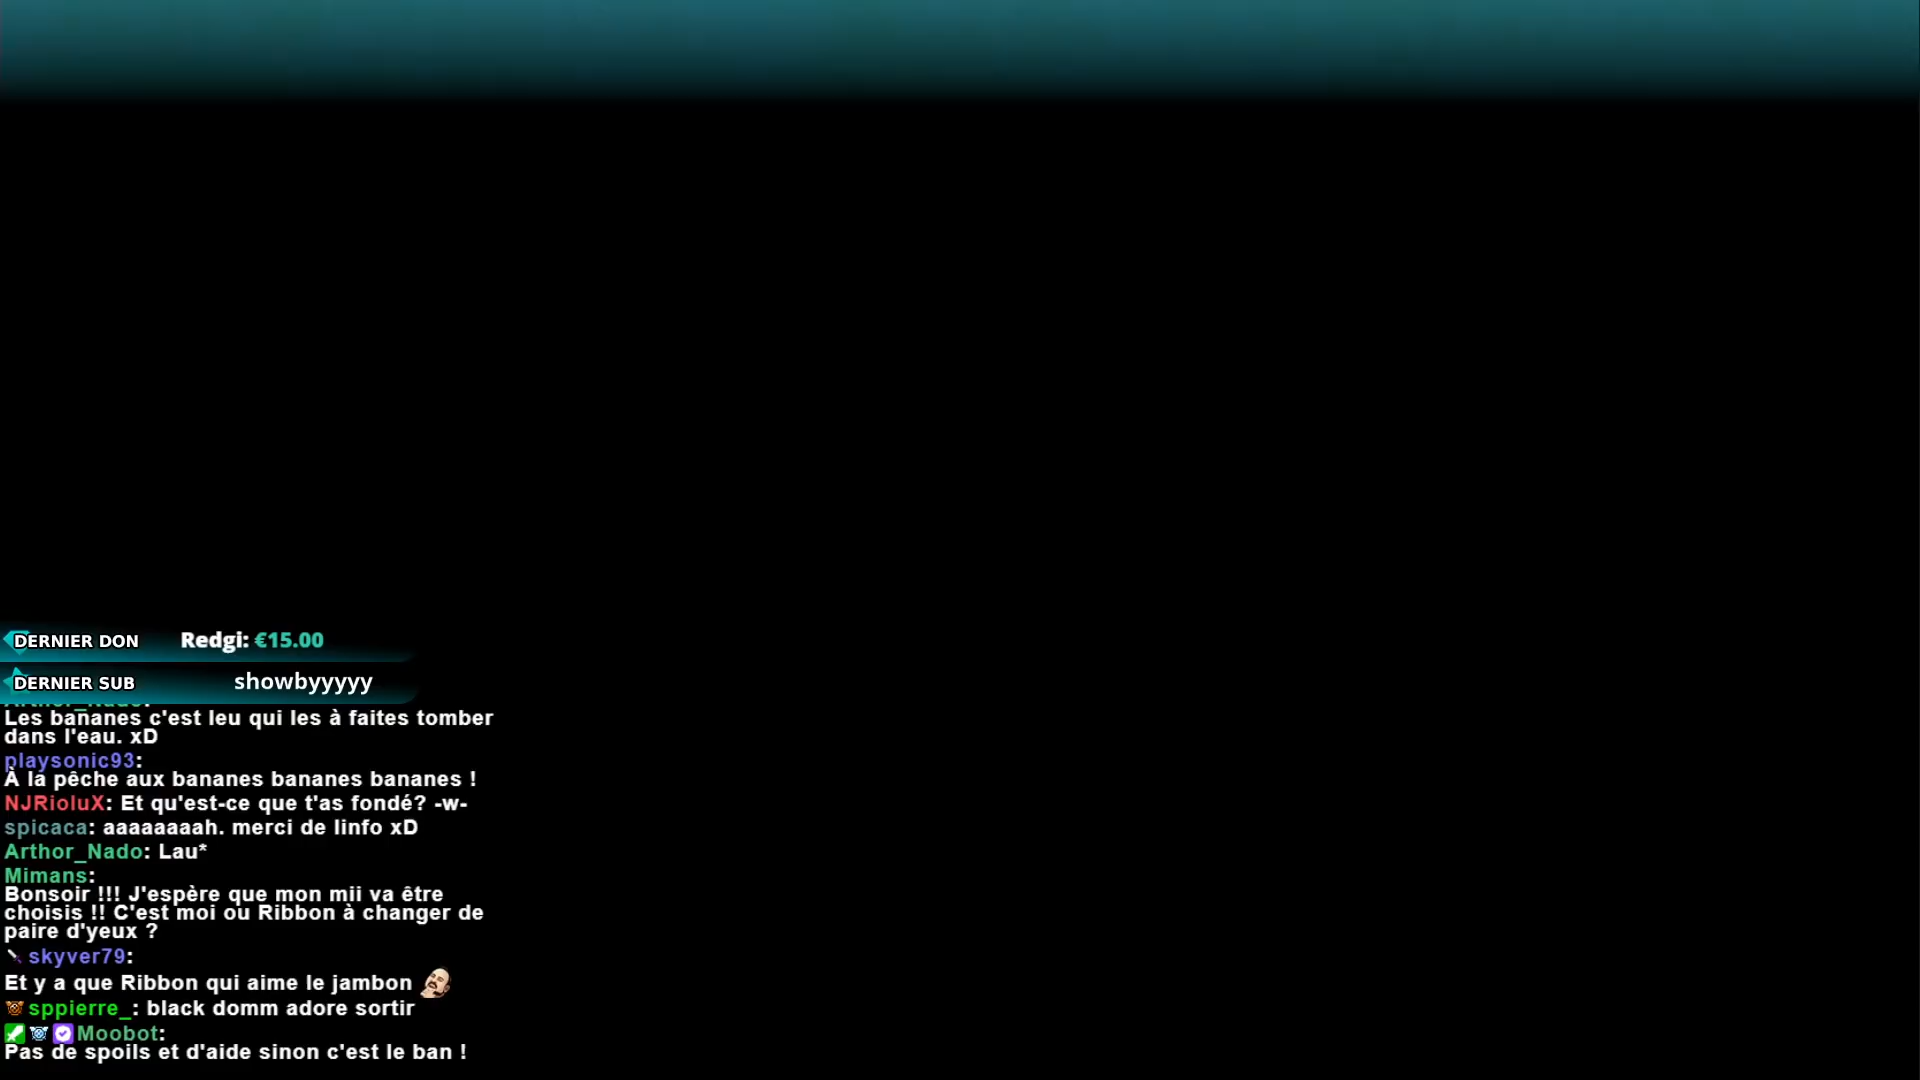 DERNIER DON Redgi: €15.00
DERNIER SUB showbyyyyy
Arthor_Nado:
Les bananes c'est leu qui les à faites tomber
dans l'eau. xD
playsonic93:
À la pêche aux bananes bananes bananes !
NJRioluX: Et qu'est-ce que t'as fondé? -w-
spicaca: aaaaaaaah. merci de linfo xD
Arthor_Nado: Lau*
Mimans:
Bonsoir !!! J'espère que mon mii va être
choisis !! C'est moi ou Ribbon à changer de
paire d'yeux ?
skyver79:
Et y a que Ribbon qui aime le jambon
sppierre_: black domm adore sortir
Moobot:
Pas de spoils et d'aide sinon c'est le ban !